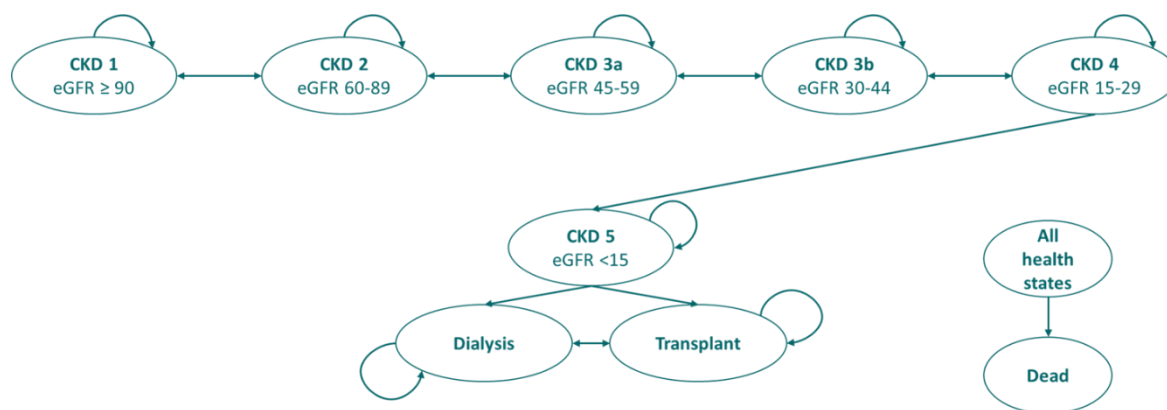 CKD 1
eGFR ≥ 90
CKD 2
eGFR 60-89
CKD 3a
eGFR 45-59
CKD 3b
eGFR 30-44
CKD 4
eGFR 15-29
CKD 5
eGFR <15
All
health
states
Dialysis
Transplant
Dead